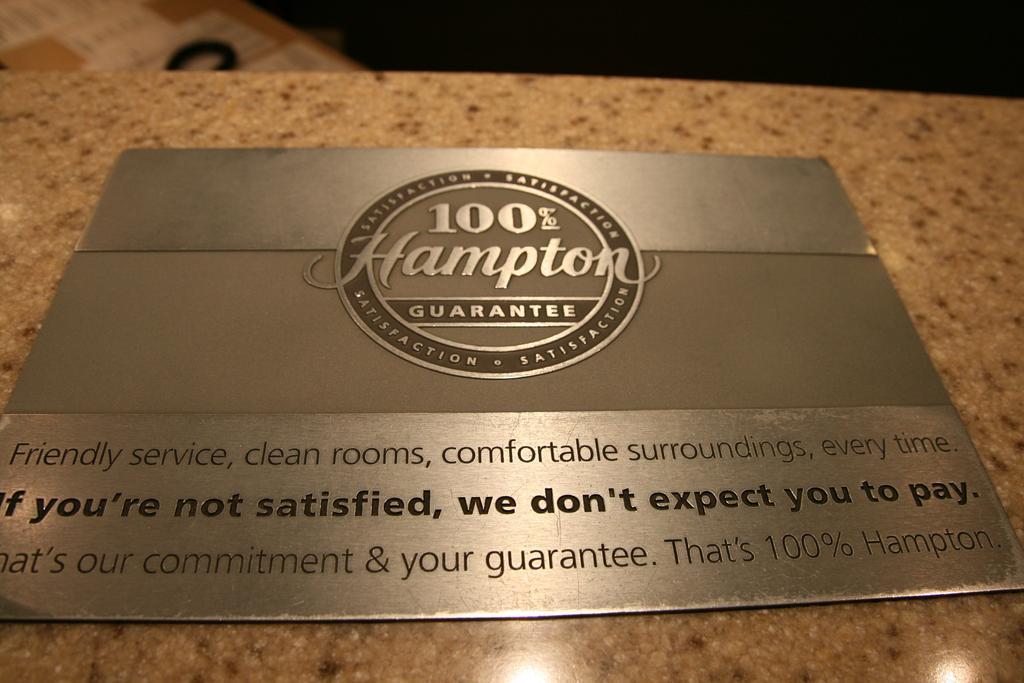 SATISFACTION • SATISFACTION
100%
Hampton
GUARANTEE
SATISFACTION • SATISFACTION
Friendly service, clean rooms, comfortable surroundings, every time.
If you're not satisfied, we don't expect you to pay.
hat's our commitment & your guarantee. That's 100% Hampton.